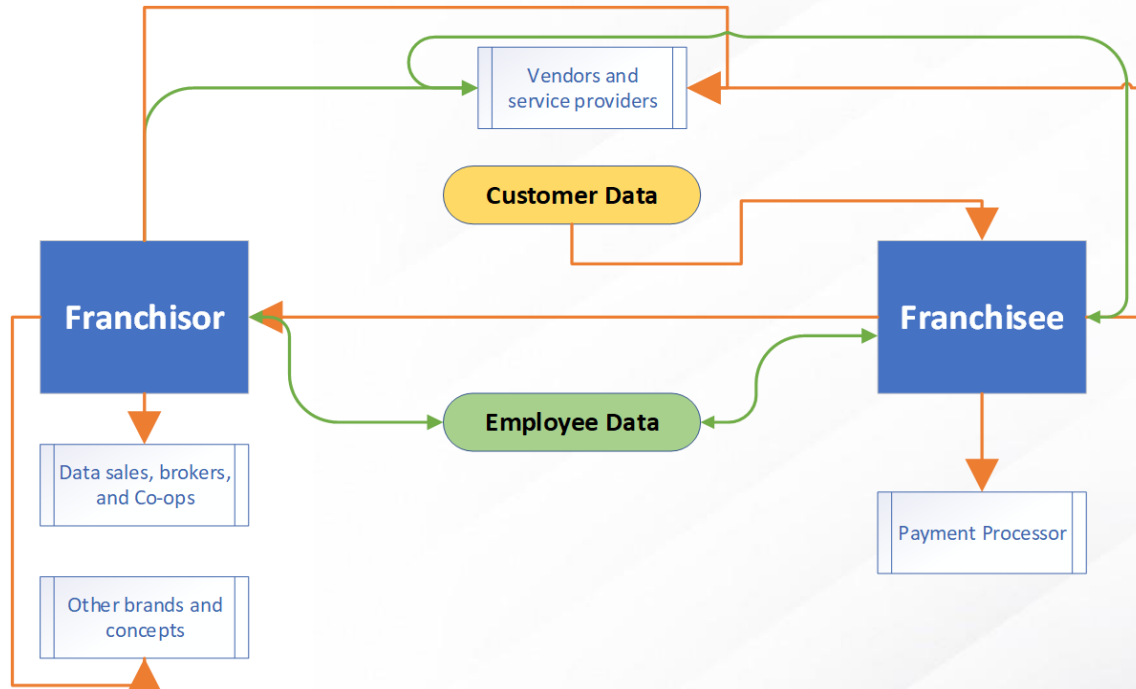 Vendors and
service providers
Customer Data
Franchisor
Franchisee
Employee Data
Data sales, brokers,
and Co-ops
Payment Processor
Other brands and
concepts